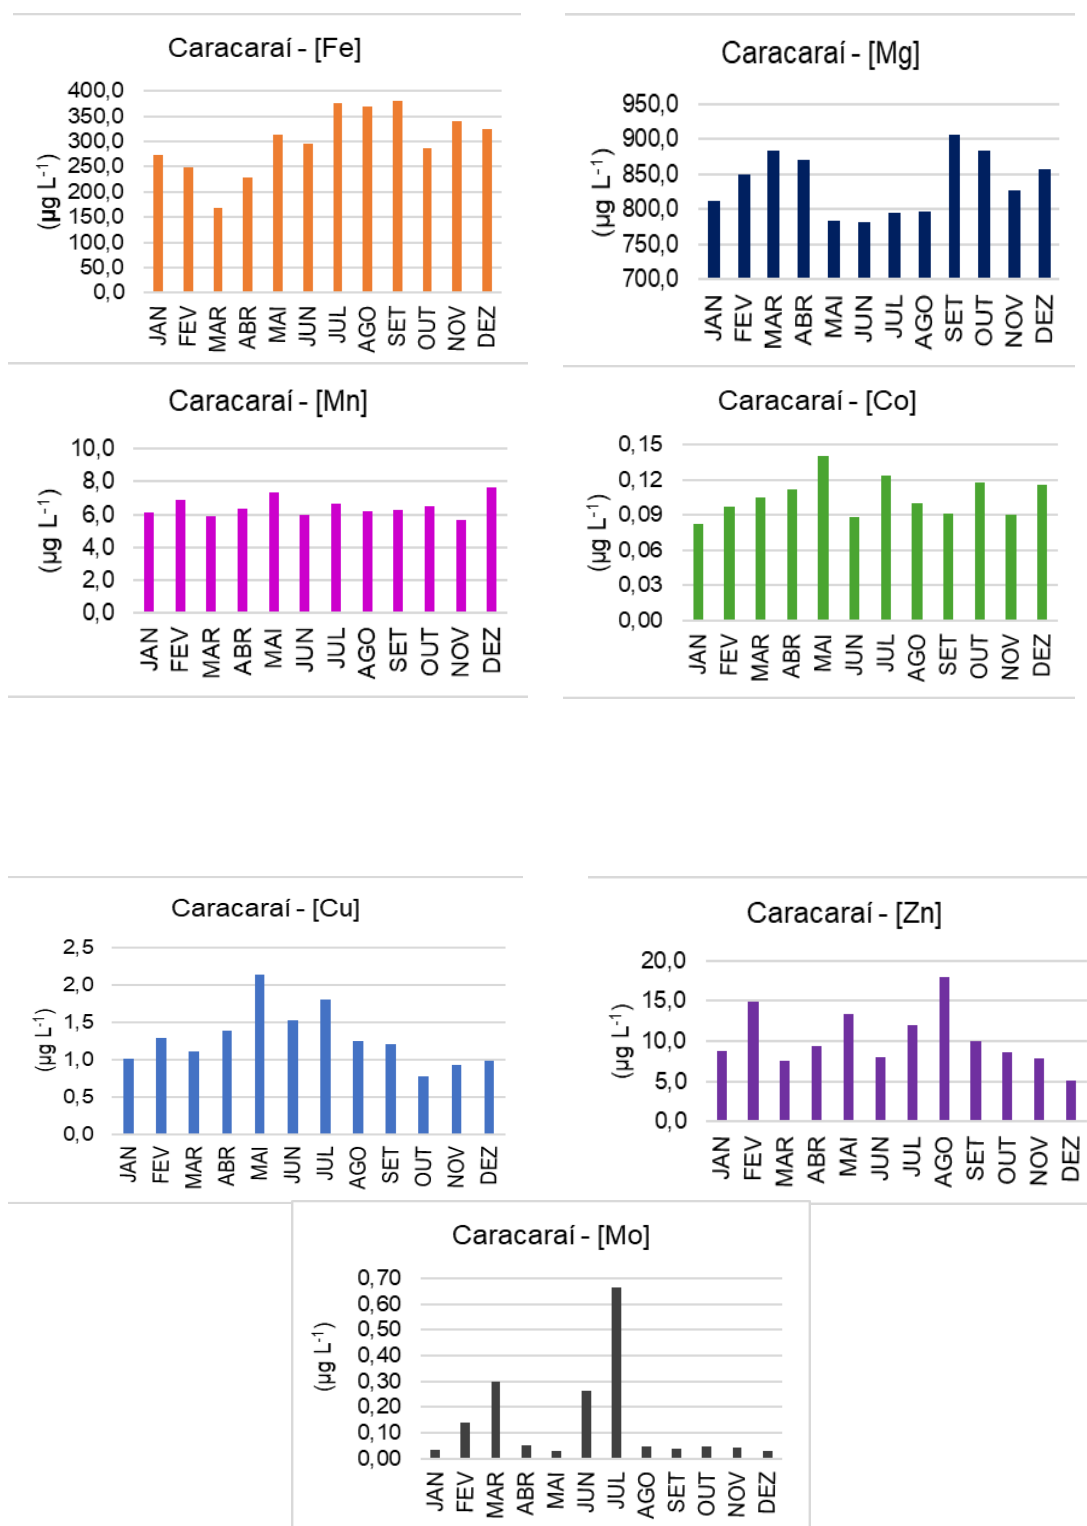 Caracaraí - [Fe]
(µg L-1)
400,0
350,0
300,0
250,0
200,0
150,0
100,0
50,0
0,0
JAN FEV MAR ABR MAI JUN JUL AGO SET OUT NOV DEZ
Caracaraí - [Mg]
(µg L-1)
950,0
900,0
850,0
800,0
750,0
700,0
JAN FEV MAR ABR MAI JUN JUL AGO SET OUT NOV DEZ
Caracaraí - [Mn]
(µg L-1)
10,0
8,0
6,0
4,0
2,0
0,0
JAN FEV MAR ABR MAI JUN JUL AGO SET OUT NOV DEZ
Caracaraí - [Co]
(µg L-1)
0,15
0,12
0,09
0,06
0,03
0,00
JAN FEV MAR ABR MAI JUN JUL AGO SET OUT NOV DEZ
Caracaraí - [Cu]
(µg L-1)
2,5
2,0
1,5
1,0
0,5
0,0
JAN FEV MAR ABR MAI JUN JUL AGO SET OUT NOV DEZ
Caracaraí - [Zn]
(µg L-1)
20,0
15,0
10,0
5,0
0,0
JAN FEV MAR ABR MAI JUN JUL AGO SET OUT NOV DEZ
Caracaraí - [Mo]
(µg L-1)
0,70
0,60
0,50
0,40
0,30
0,20
0,10
0,00
JAN FEV MAR ABR MAI JUN JUL AGO SET OUT NOV DEZ